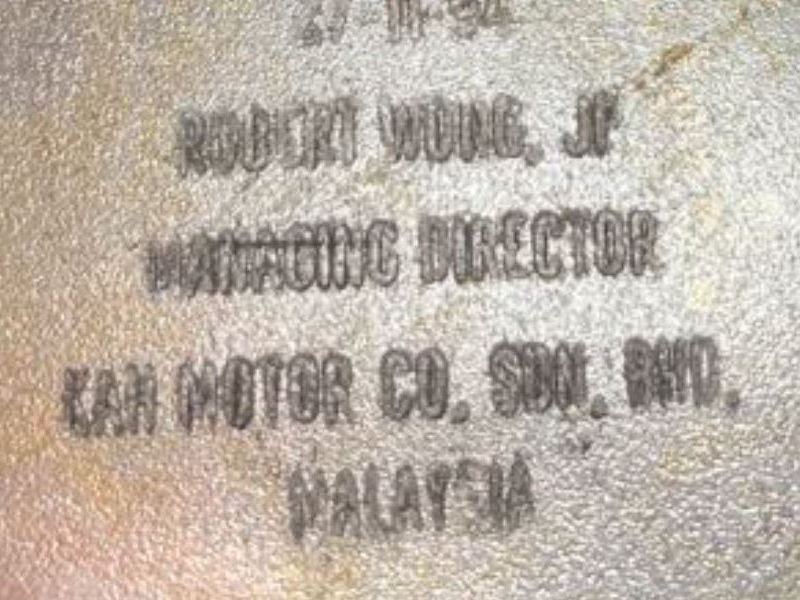 ROBERT WONG, JP
MANAGING DIRECTOR
KAH MOTOR CO. SDN. BHD.
MALAYSIA